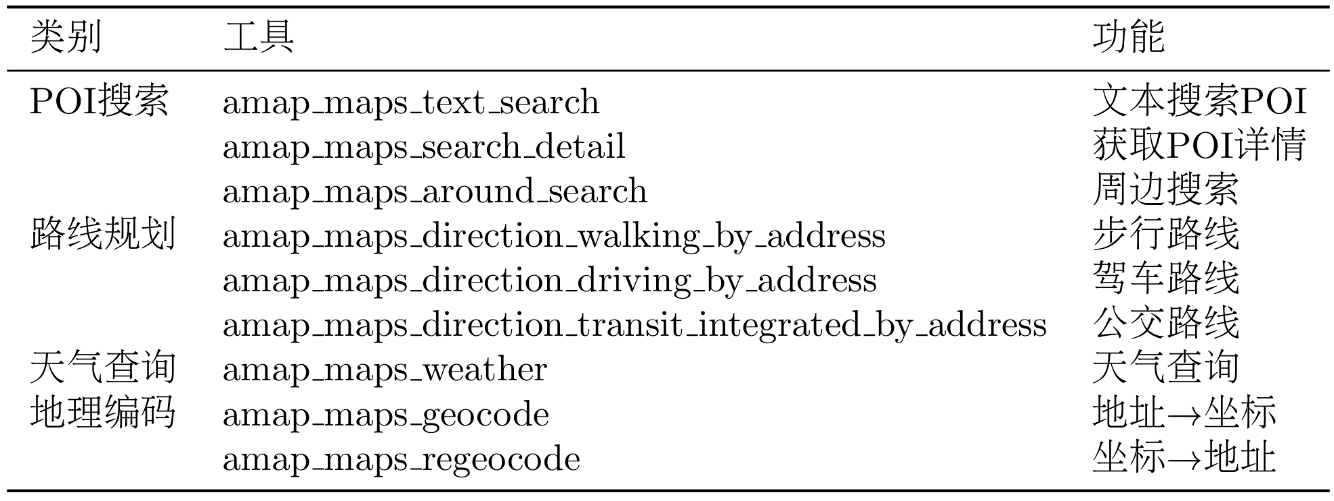 类别 工具 功能
POI搜索 amap_maps_text_search 文本搜索POI
amap_maps_search_detail 获取POI详情
amap_maps_around_search 周边搜索
路线规划 amap_maps_direction_walking_by_address 步行路线
amap_maps_direction_driving_by_address 驾车路线
amap_maps_direction_transit_integrated_by_address 公交路线
天气查询 amap_maps_weather 天气查询
地理编码 amap_maps_geocode 地址→坐标
amap_maps_regeocode 坐标→地址